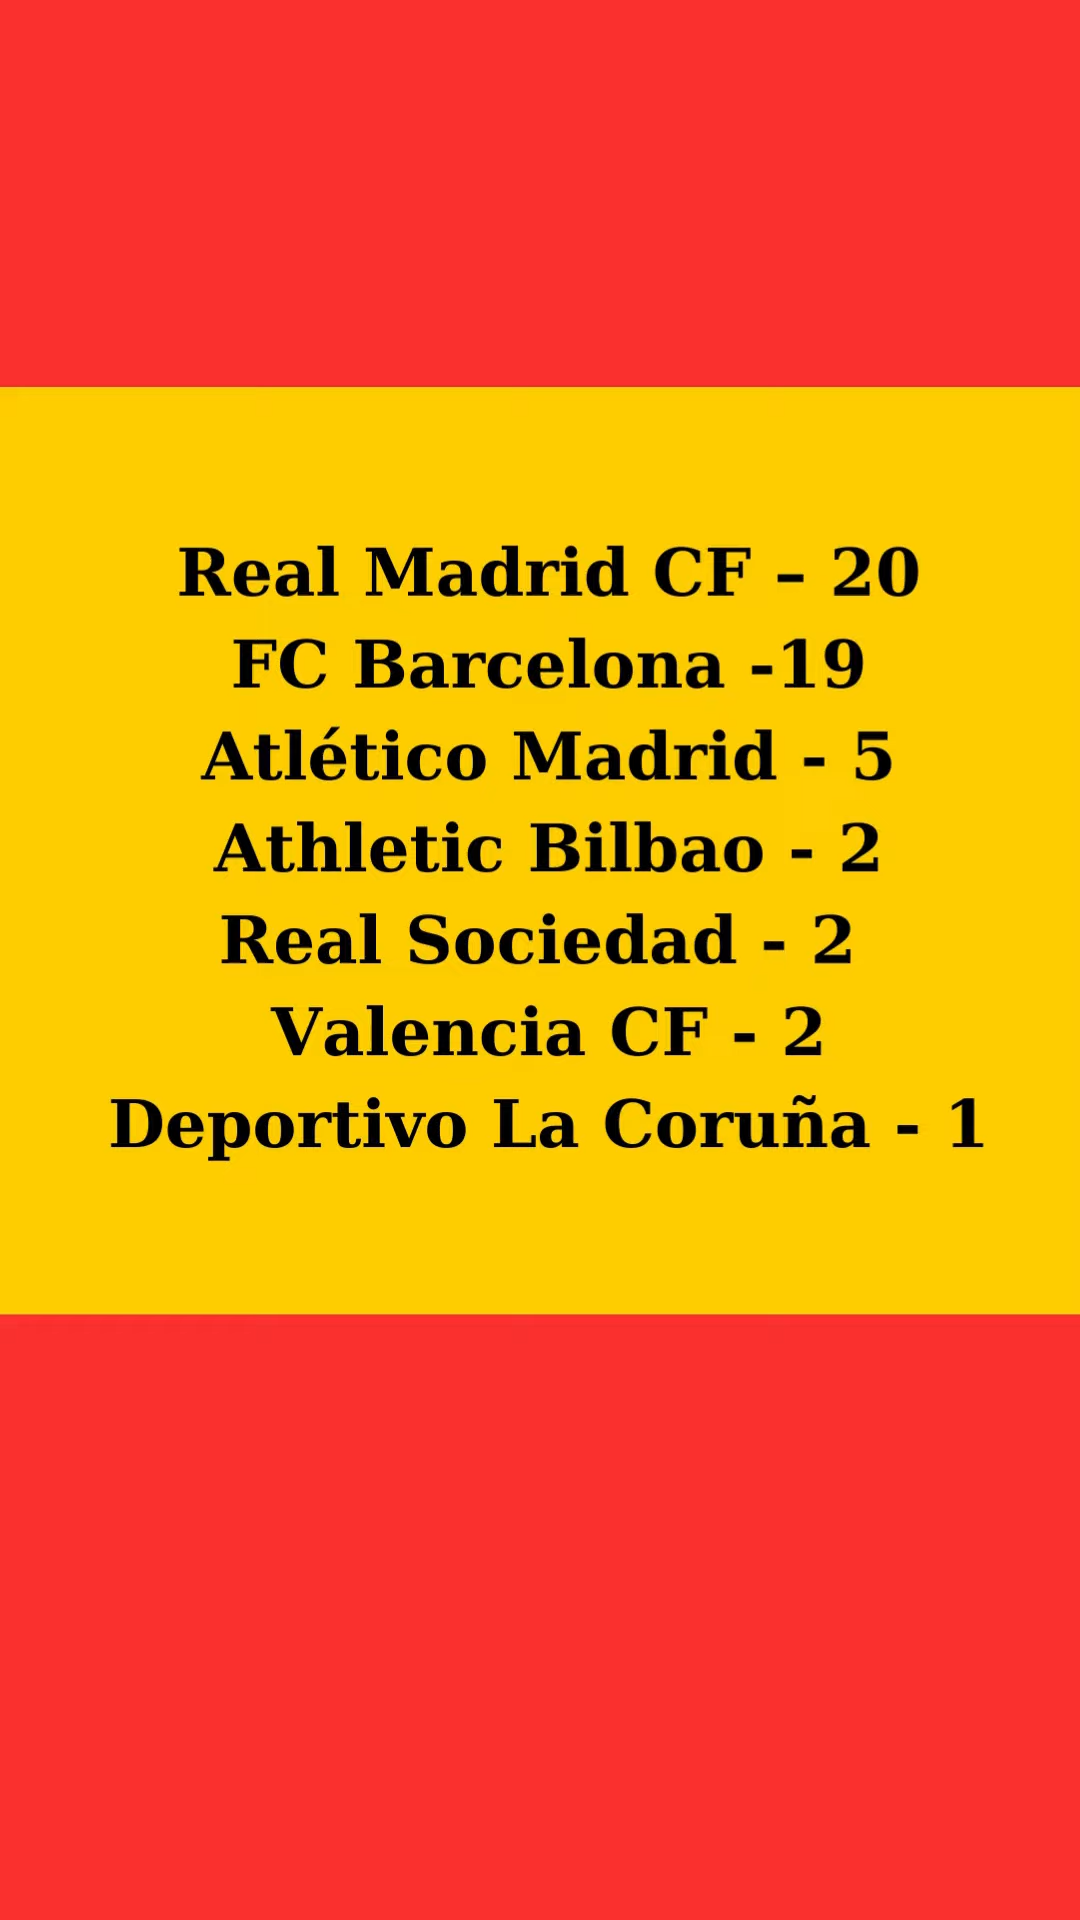 Real Madrid CF – 20
FC Barcelona -19
Atlético Madrid - 5
Athletic Bilbao - 2
Real Sociedad - 2
Valencia CF - 2
Deportivo La Coruña - 1